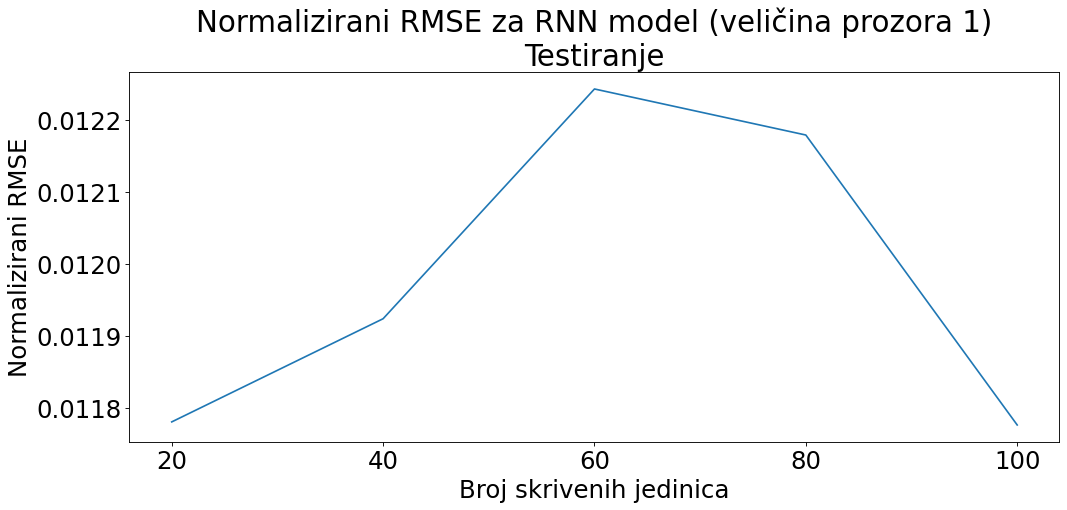 Normalizirani RMSE za RNN model (veličina prozora 1)
Testiranje
Normalizirani RMSE
0.0122
0.0121
0.0120
0.0119
0.0118
20 40 60 80 100
Broj skrivenih jedinica